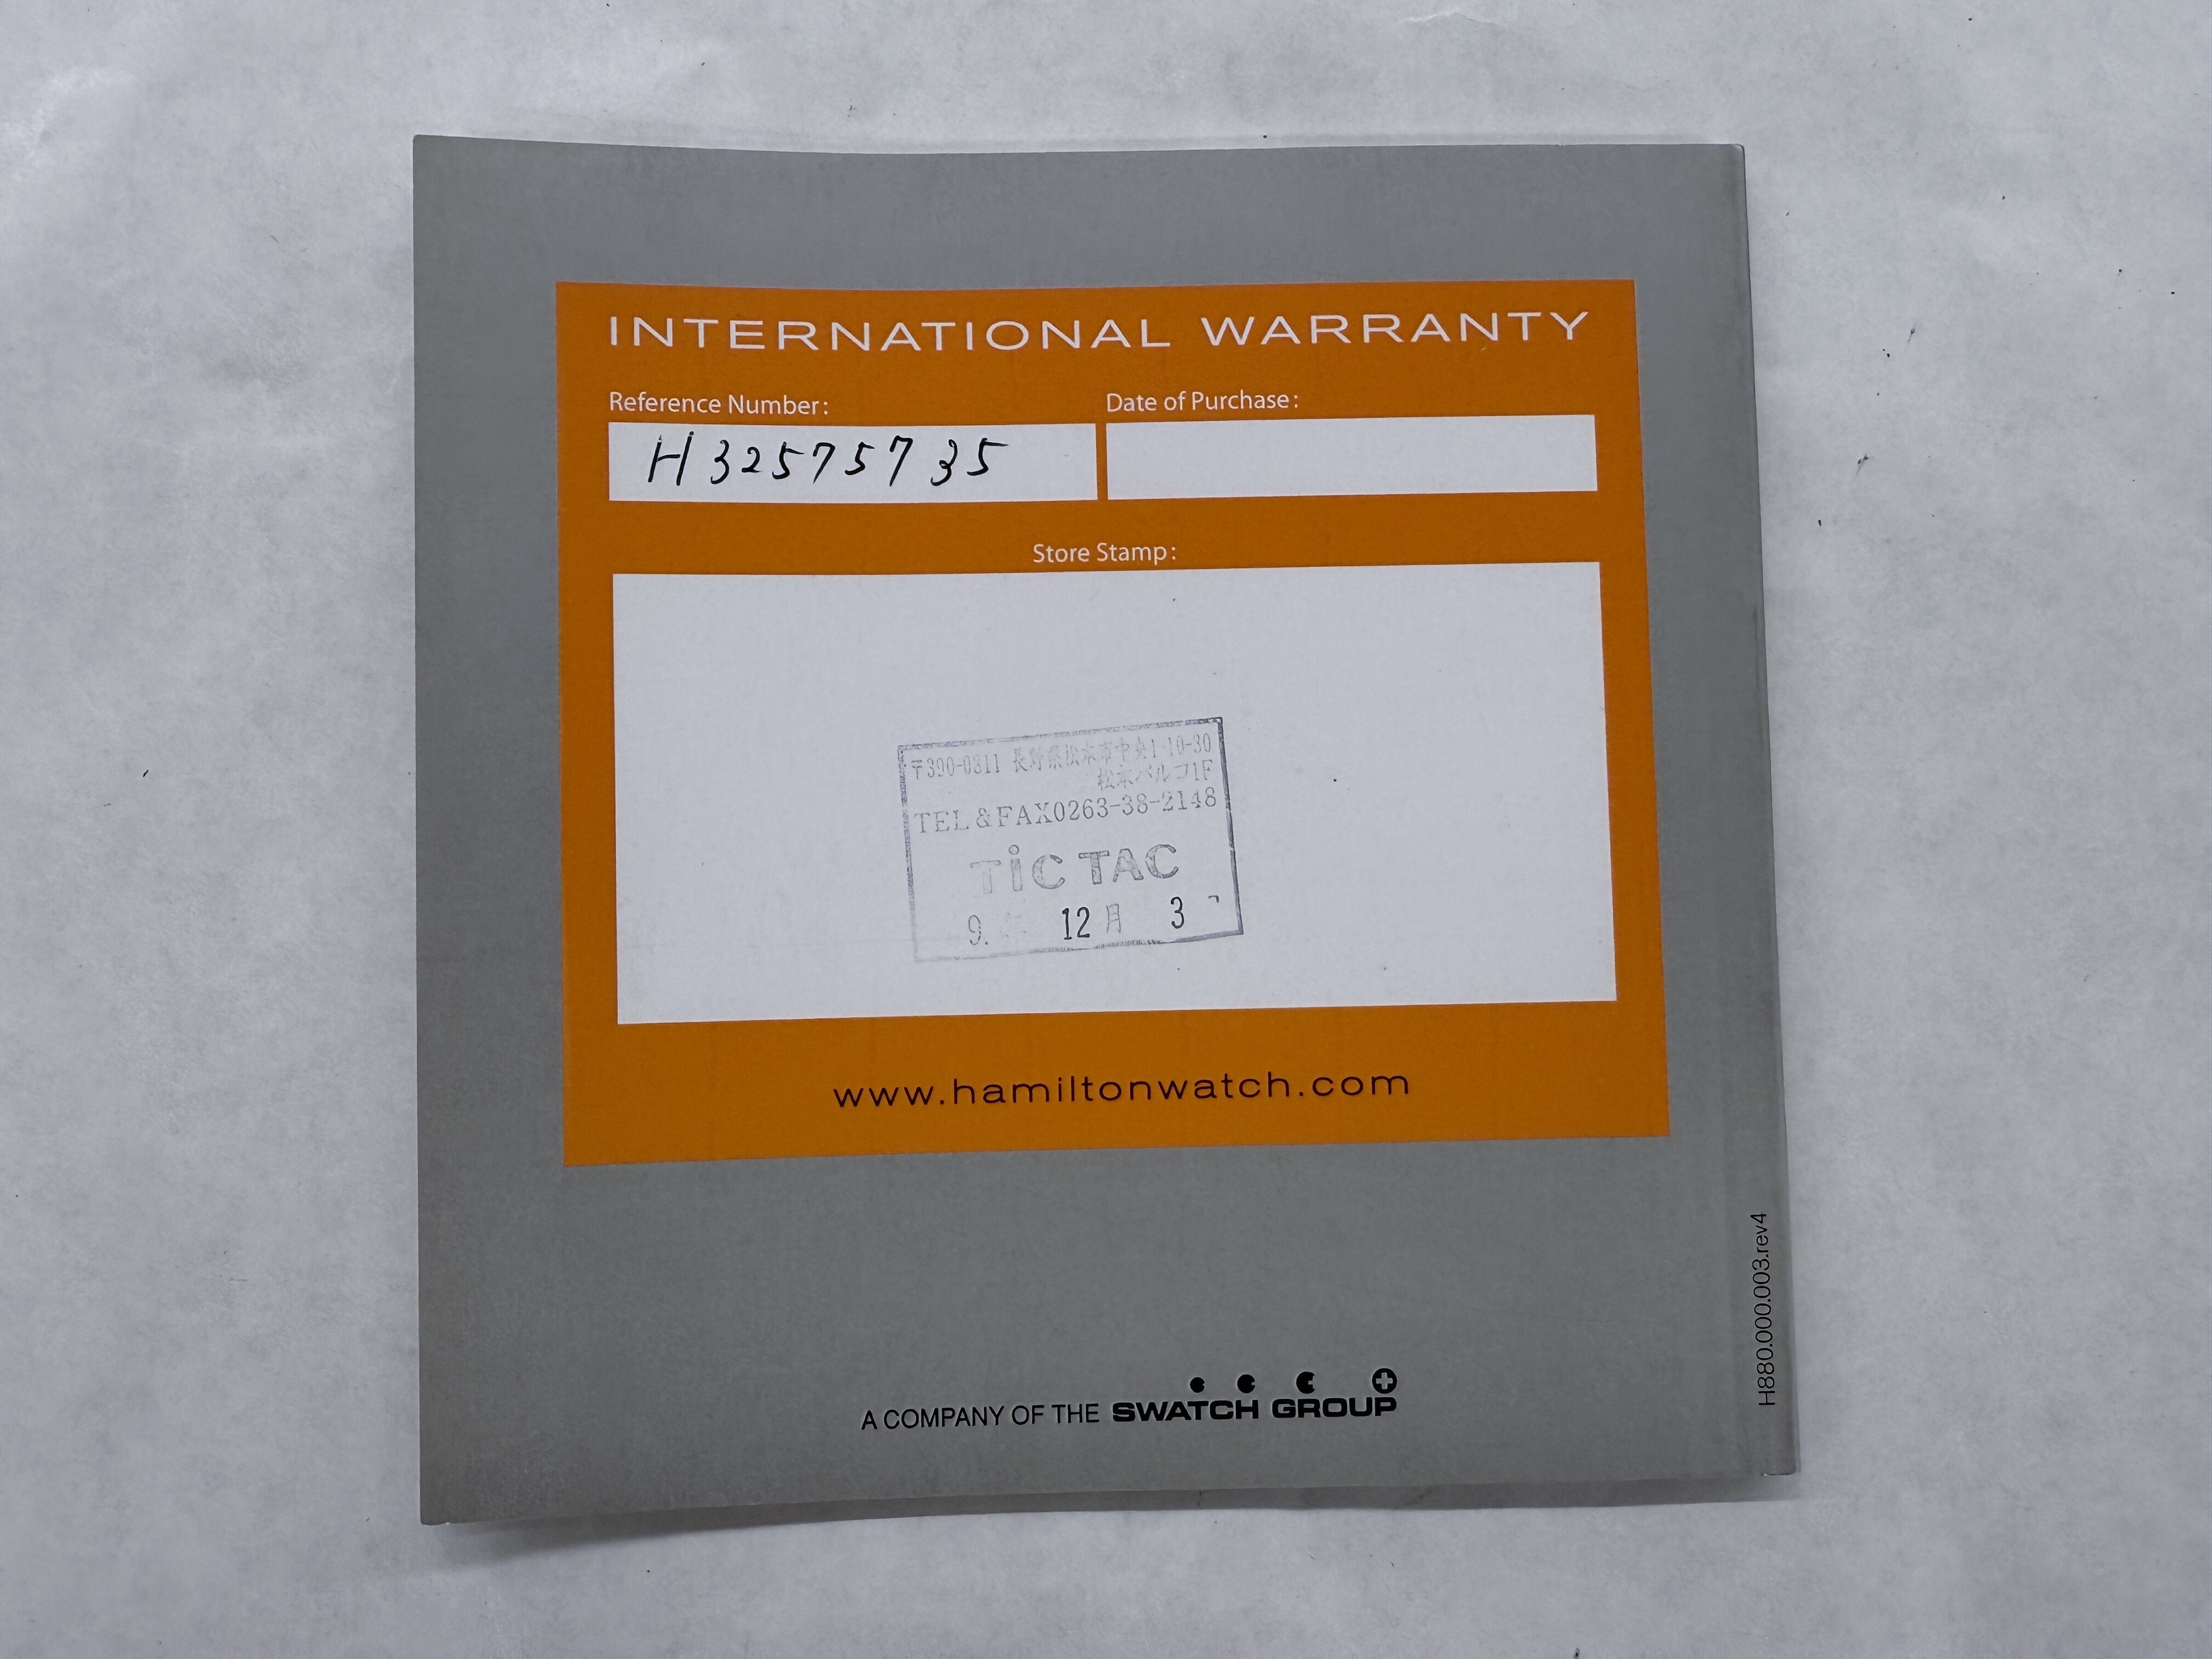 INTERNATIONAL WARRANTY
Reference Number:
H32575735
Date of Purchase:
Store Stamp:
〒390-0811 長野県松本市中央1-10-30
松本パルコ1F
TEL&FAX0263-38-2148
TiC TAC
9. 12月 3
www.hamiltonwatch.com
A COMPANY OF THE SWATCH GROUP
H880.000.003.rev4